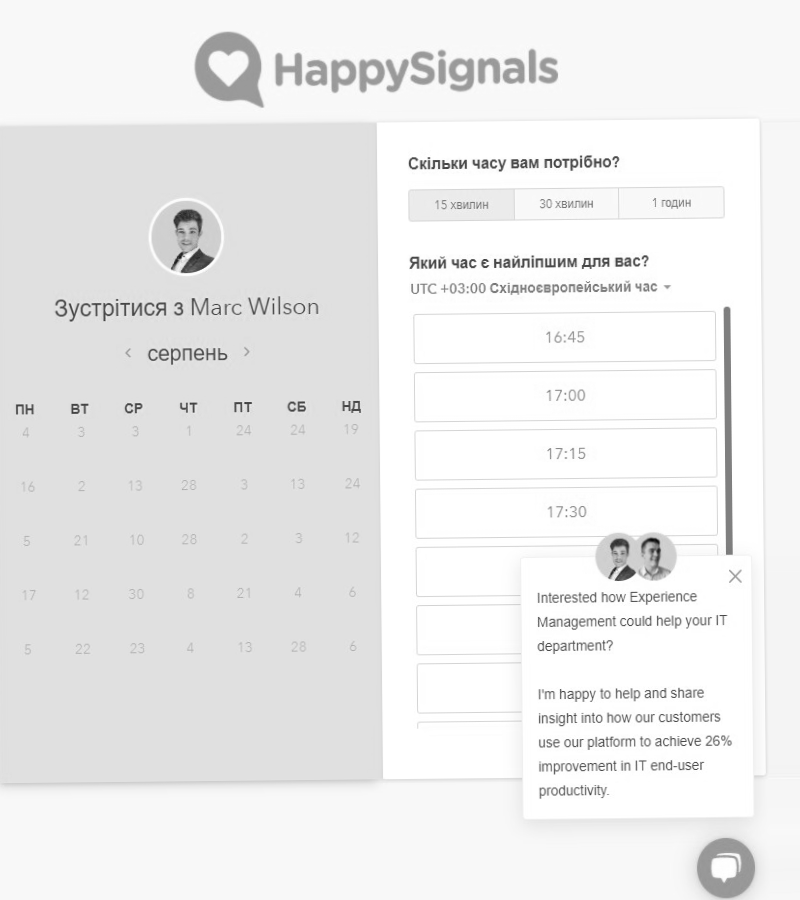 HappySignals
Зустрітися з Marc Wilson
серпень
ПН ВТ СР ЧТ ПТ СБ НД
4 3 3 1 24 24 19
16 2 13 28 3 13 24
5 21 10 28 2 3 12
17 12 30 8 21 4 6
5 22 23 4 13 28 6
Скільки часу вам потрібно?
15 хвилин 30 хвилин 1 годин
Який час є найліпшим для вас?
UTC +03:00 Східноєвропейський час
16:45
17:00
17:15
17:30
Interested how Experience
Management could help your IT
department?
I'm happy to help and share
insight into how our customers
use our platform to achieve 26%
improvement in IT end-user
productivity.